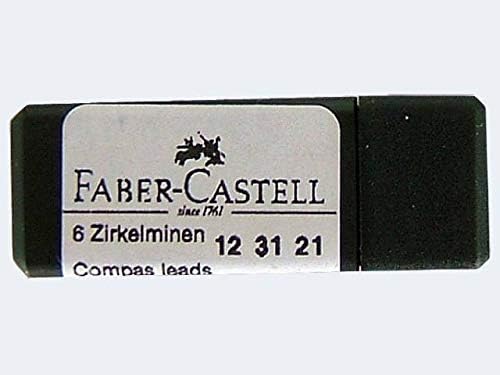 FABER-CASTELL
since 1761
6 Zirkelminen 12 31 21
Compas leads